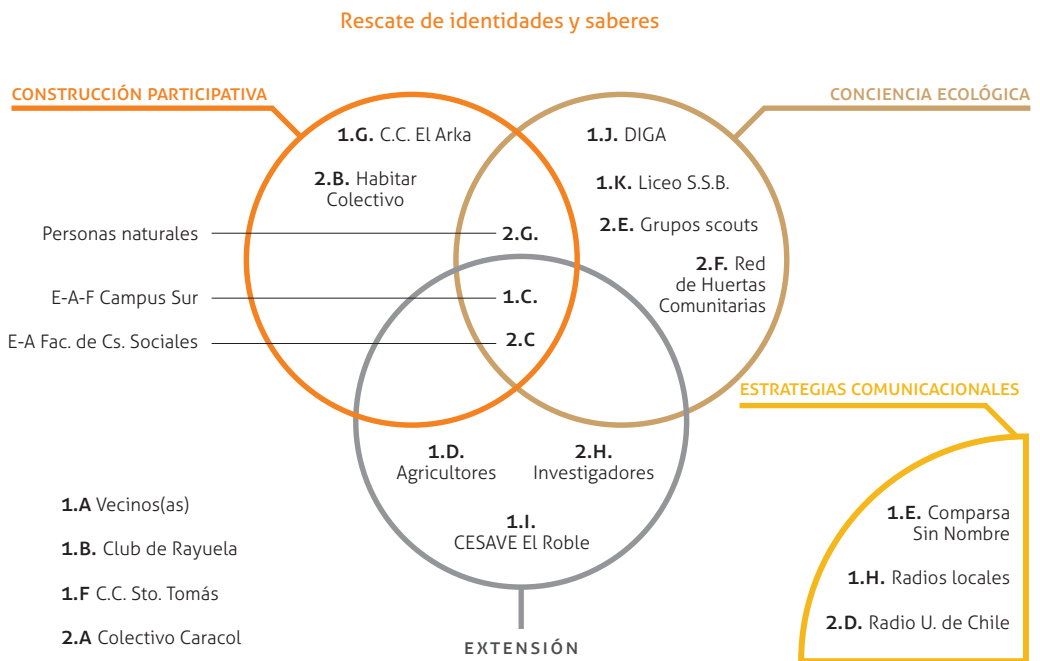 Rescate de identidades y saberes
CONSTRUCCIÓN PARTICIPATIVA
CONCIENCIA ECOLÓGICA
1.G. C.C. El Arka
2.B. Habitar
Colectivo
1.J. DIGA
1.K. Liceo S.S.B.
2.E. Grupos scouts
2.F. Red
de Huertas
Comunitarias
Personas naturales
2.G.
E-A-F Campus Sur
1.C.
E-A Fac. de Cs. Sociales
2.C
1.D.
Agricultores
2.H.
Investigadores
1.I.
CESAVE El Roble
EXTENSIÓN
ESTRATEGIAS COMUNICACIONALES
1.E. Comparsa
Sin Nombre
1.H. Radios locales
2.D. Radio U. de Chile
1.A Vecinos(as)
1.B. Club de Rayuela
1.F C.C. Sto. Tomás
2.A Colectivo Caracol